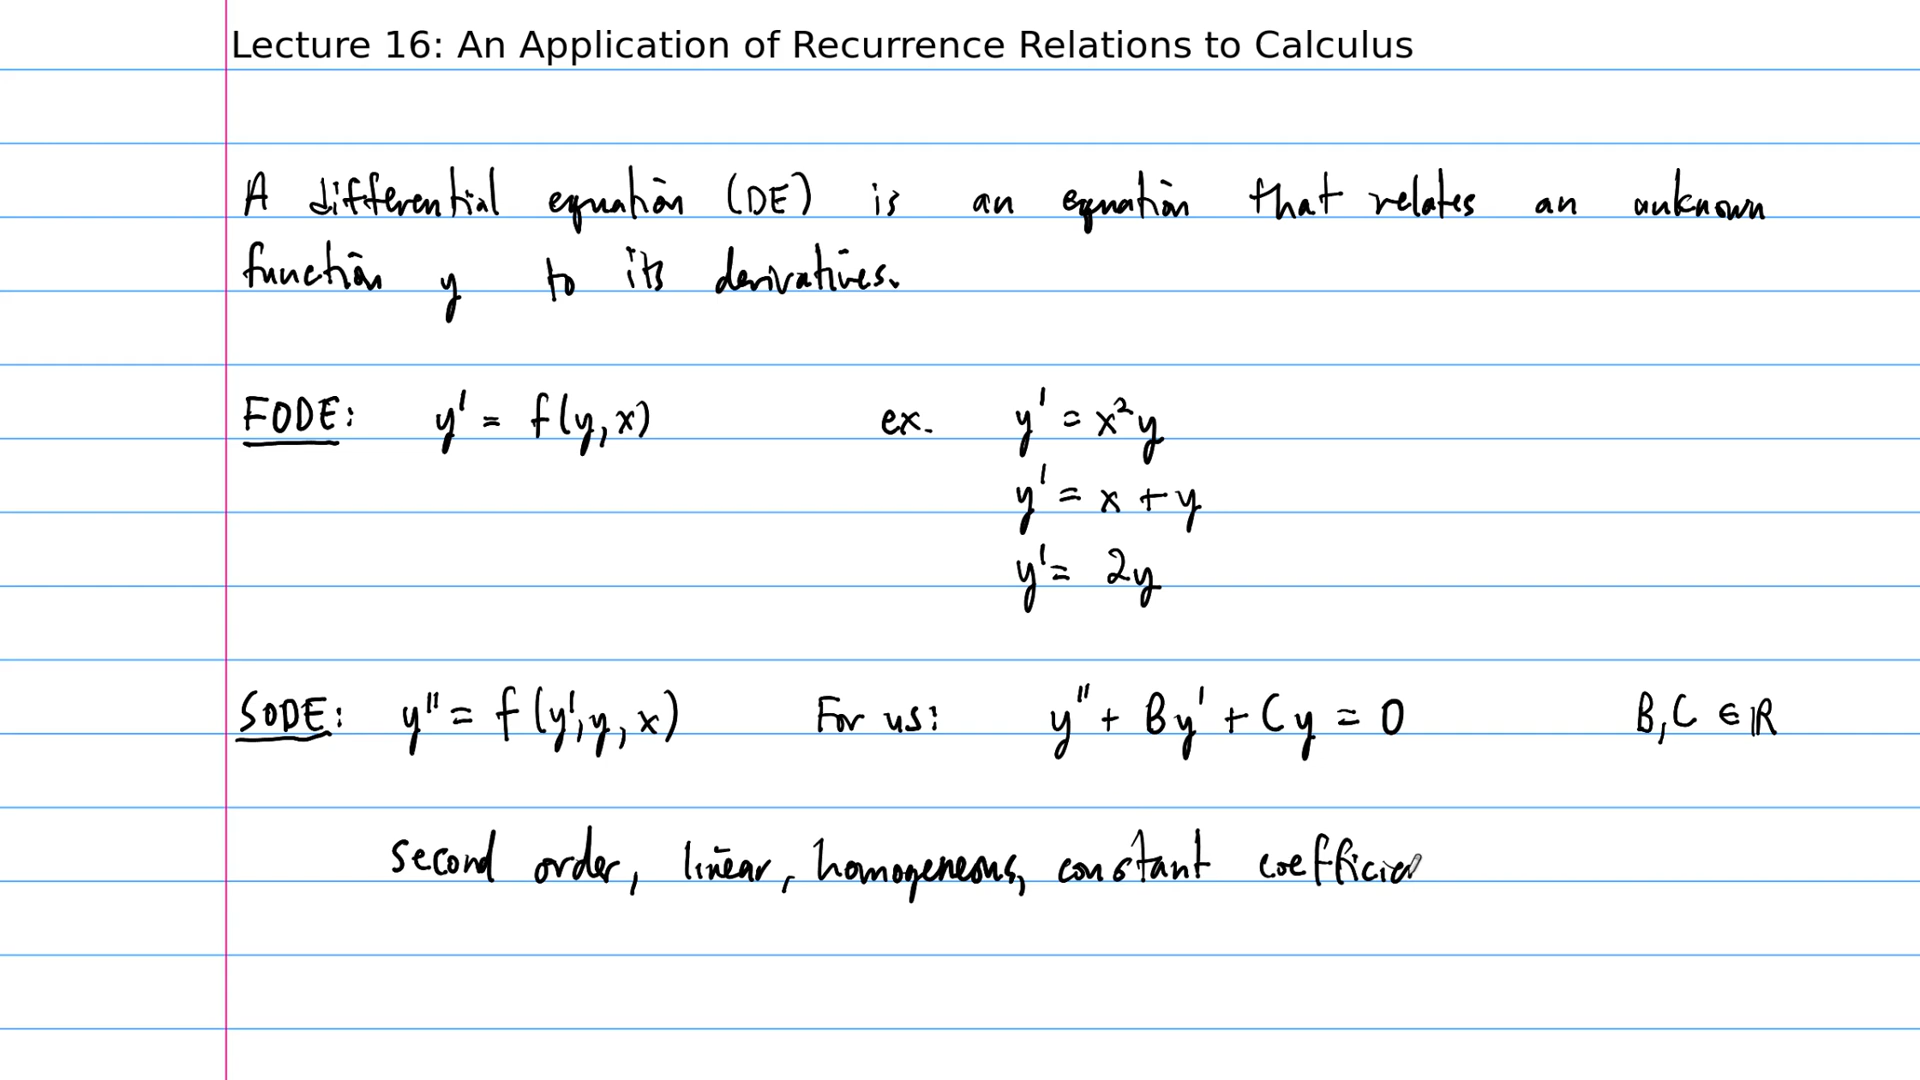 Lecture 16: An Application of Recurrence Relations to Calculus
A differential equation (DE) is an equation that relates an unknown
function y to its derivatives.
FODE: y' = f(y, x) ex. y' = x²y
y' = x + y
y' = 2y
SODE: y'' = f(y', y, x) For us: y'' + By' + Cy = 0 B, C ∈ ℝ
second order, linear, homogeneous, constant coefficien